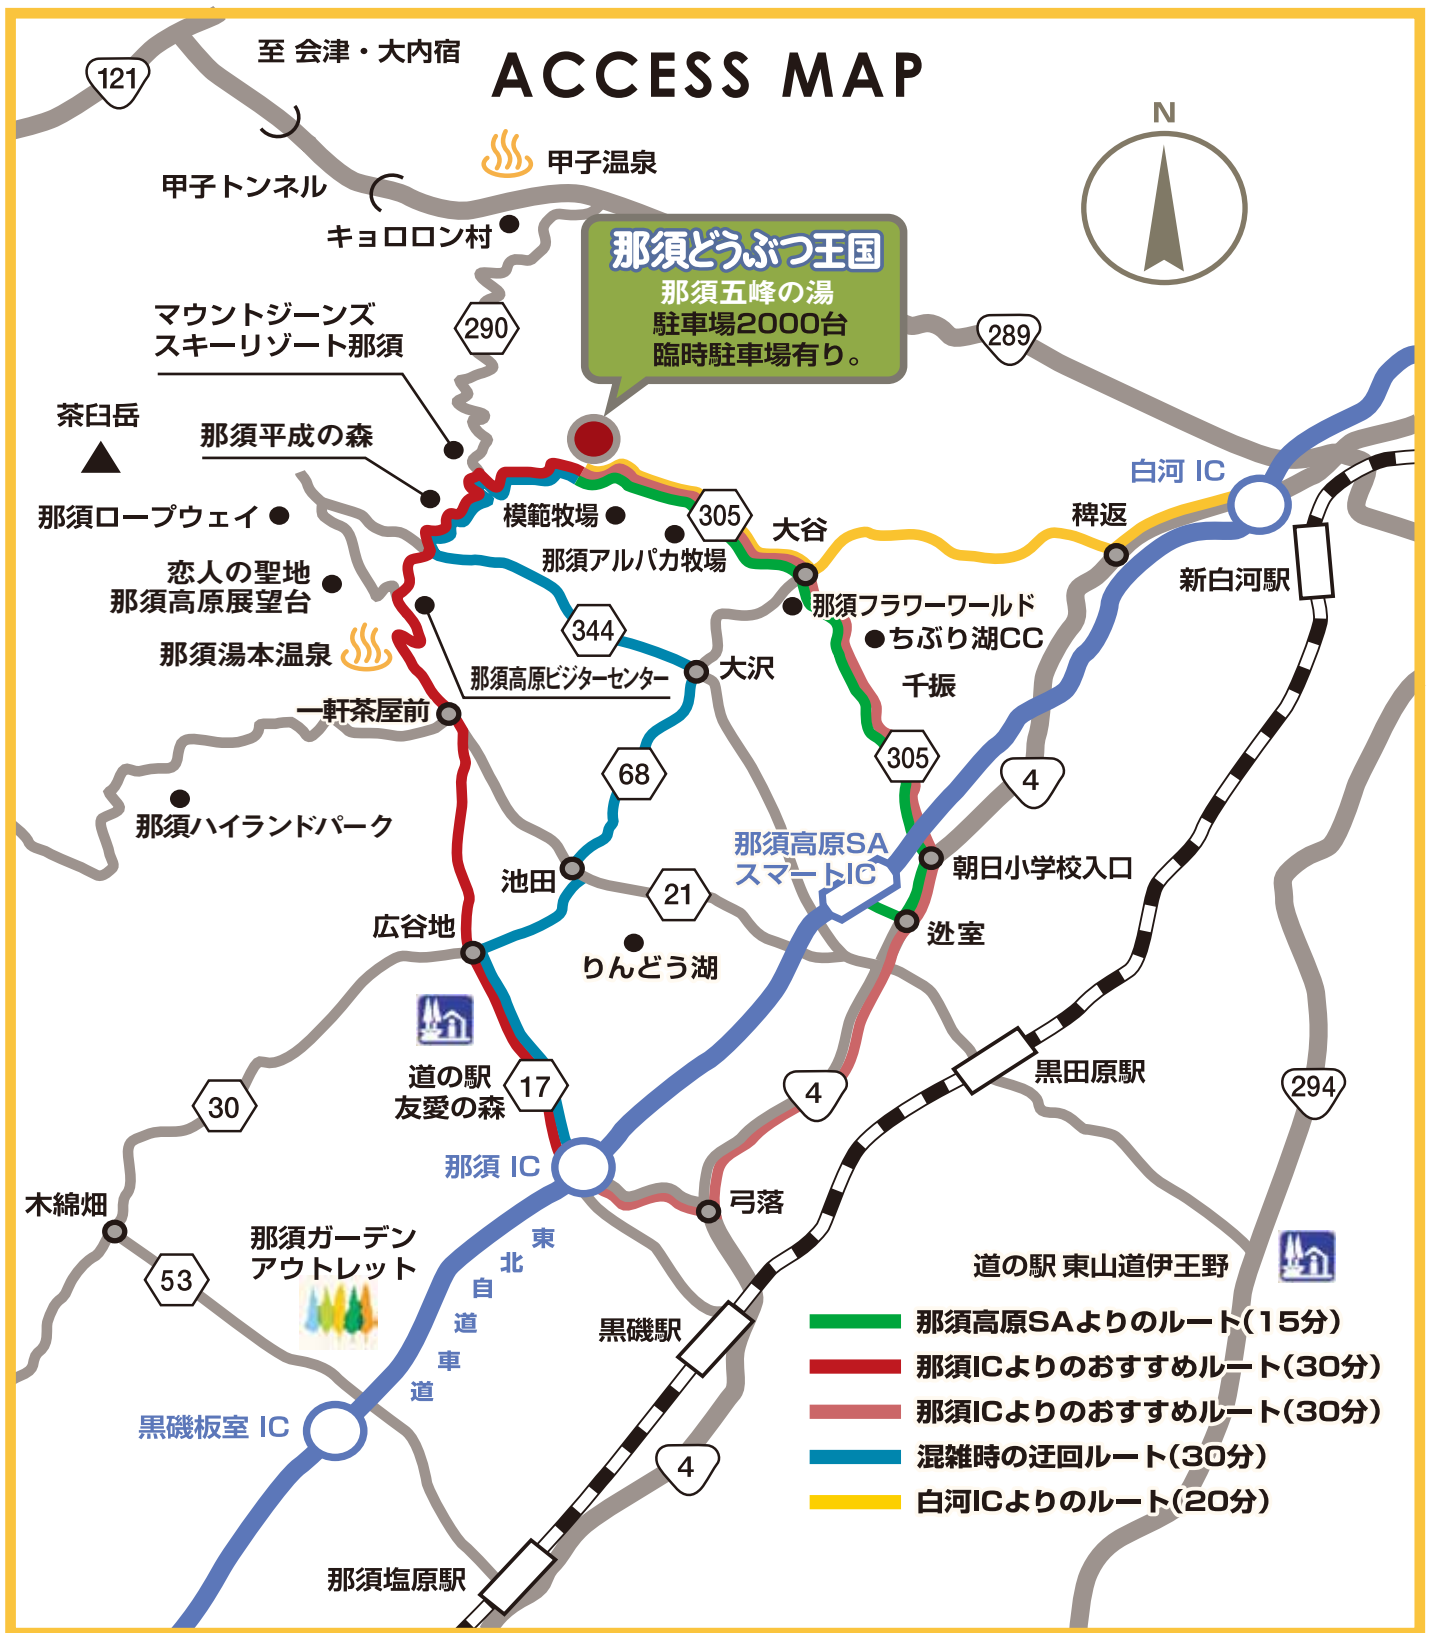 ACCESS MAP
至 会津・大内宿
121
N
甲子温泉
甲子トンネル
キョロロン村
那須どうぶつ王国
那須五峰の湯
駐車場2000台
臨時駐車場有り。
マウントジーンズ
スキーリゾート那須
290
289
茶臼岳
那須平成の森
白河 IC
那須ロープウェイ
模範牧場
305
大谷
稗返
那須アルパカ牧場
新白河駅
恋人の聖地
那須高原展望台
那須フラワーワールド
344
ちぶり湖CC
那須湯本温泉
那須高原ビジターセンター
大沢
千振
一軒茶屋前
305
68
4
那須ハイランドパーク
那須高原SA
スマートIC
朝日小学校入口
池田
21
広谷地
逃室
りんどう湖
道の駅
友愛の森
17
4
黒田原駅
294
30
那須 IC
木綿畑
弓落
那須ガーデン
アウトレット
東北自動車道
53
道の駅 東山道伊王野
黒磯駅
那須高原SAよりのルート(15分)
那須ICよりのおすすめルート(30分)
那須ICよりのおすすめルート(30分)
混雑時の迂回ルート(30分)
白河ICよりのルート(20分)
黒磯板室 IC
4
那須塩原駅